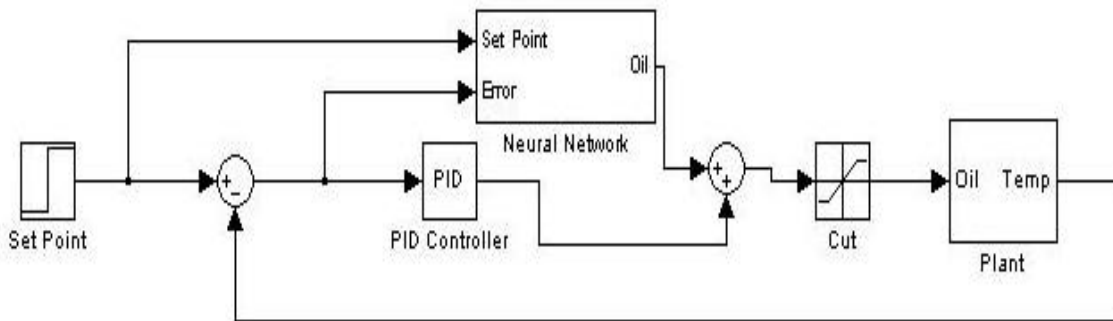 Set Point
Oil
Error
Neural Network
PID
Oil Temp
Set Point
PID Controller
Cut
Plant